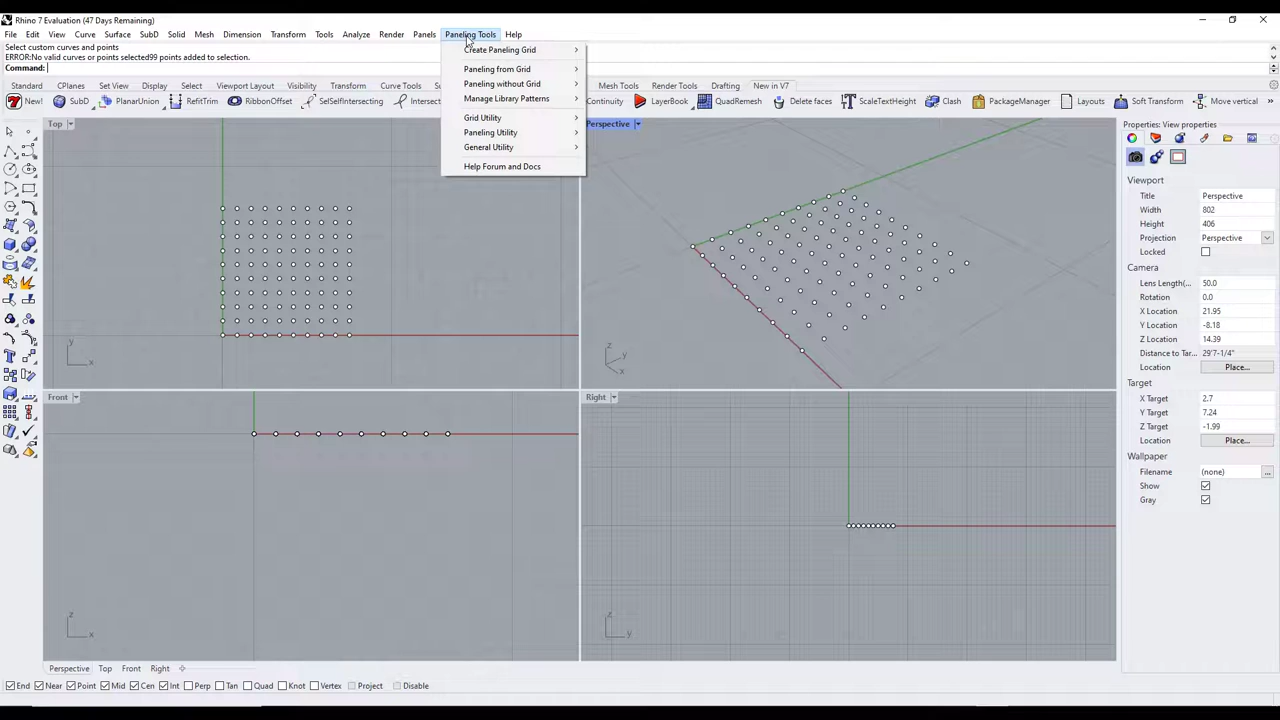 Rhino 7 Evaluation (47 Days Remaining)
File Edit View Curve Surface SubD Solid Mesh Dimension Transform Tools Analyze Render Panels Paneling Tools Help
Select custom curves and points
ERROR:No valid curves or points selected99 points added to selection.
Command:
Create Paneling Grid
Paneling from Grid
Paneling without Grid
Manage Library Patterns
Grid Utility
Paneling Utility
General Utility
Help Forum and Docs
Standard CPlanes Set View Display Select Viewport Layout Visibility Transform Curve Tools Mesh Tools Render Tools Drafting New in V7
New! SubD PlanarUnion RefitTrim RibbonOffset SelSelfIntersecting Intersect Continuity LayerBook QuadRemesh Delete faces ScaleTextHeight Clash PackageManager Layouts Soft Transform Move vertical
Top
y
x
Perspective
z
y
x
Front
z
x
Right
z
y
Properties: View properties
Viewport
Title Perspective
Width 802
Height 406
Projection Perspective
Locked
Camera
Lens Length(... 50.0
Rotation 0.0
X Location 21.95
Y Location -8.18
Z Location 14.39
Distance to Tar... 29'7-1/4"
Location Place...
Target
X Target 2.7
Y Target 7.24
Z Target -1.99
Location Place...
Wallpaper
Filename (none) ...
Show
Gray
Perspective Top Front Right
End Near Point Mid Cen Int Perp Tan Quad Knot Vertex Project Disable